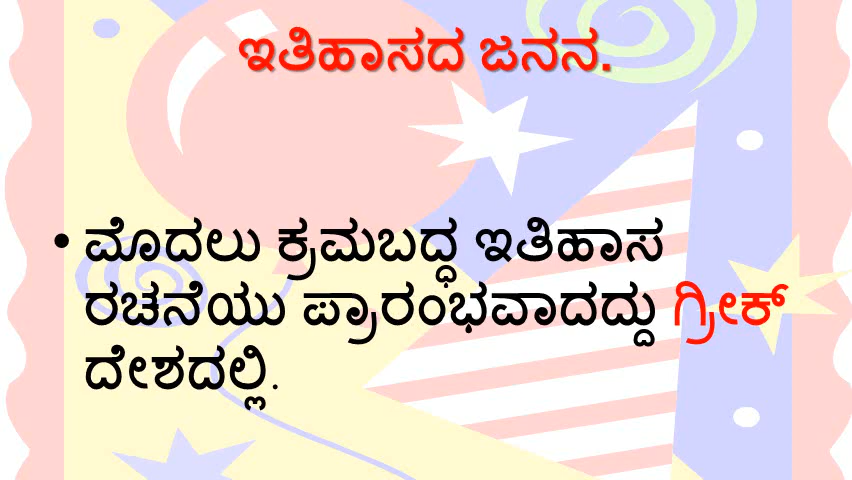 ಇತಿಹಾಸದ ಜನನ.
• ಮೊದಲು ಕ್ರಮಬದ್ಧ ಇತಿಹಾಸ
ರಚನೆಯು ಪ್ರಾರಂಭವಾದದ್ದು ಗ್ರೀಕ್
ದೇಶದಲ್ಲಿ.